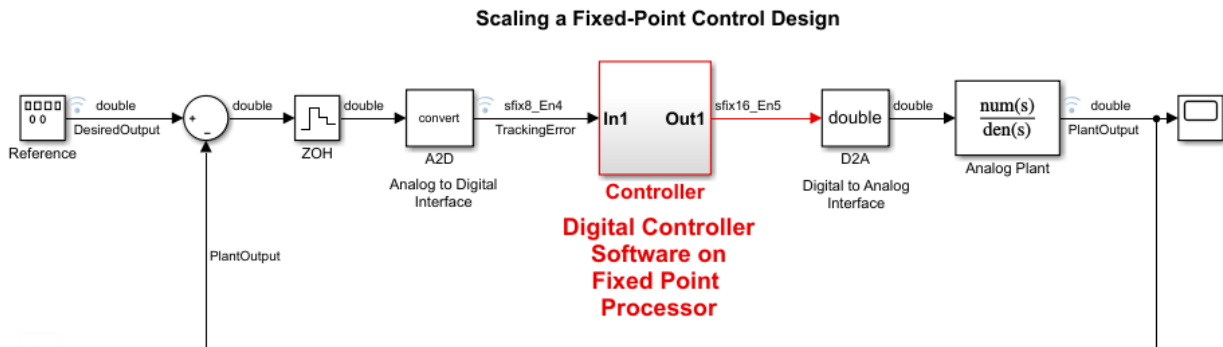 Scaling a Fixed-Point Control Design
double
DesiredOutput
Reference
+
−
double
ZOH
double
convert
A2D
Analog to Digital
Interface
sfix8_En4
TrackingError
In1
Out1
Controller
Digital Controller
Software on
Fixed Point
Processor
sfix16_En5
double
D2A
Digital to Analog
Interface
double
num(s)
den(s)
Analog Plant
double
PlantOutput
PlantOutput